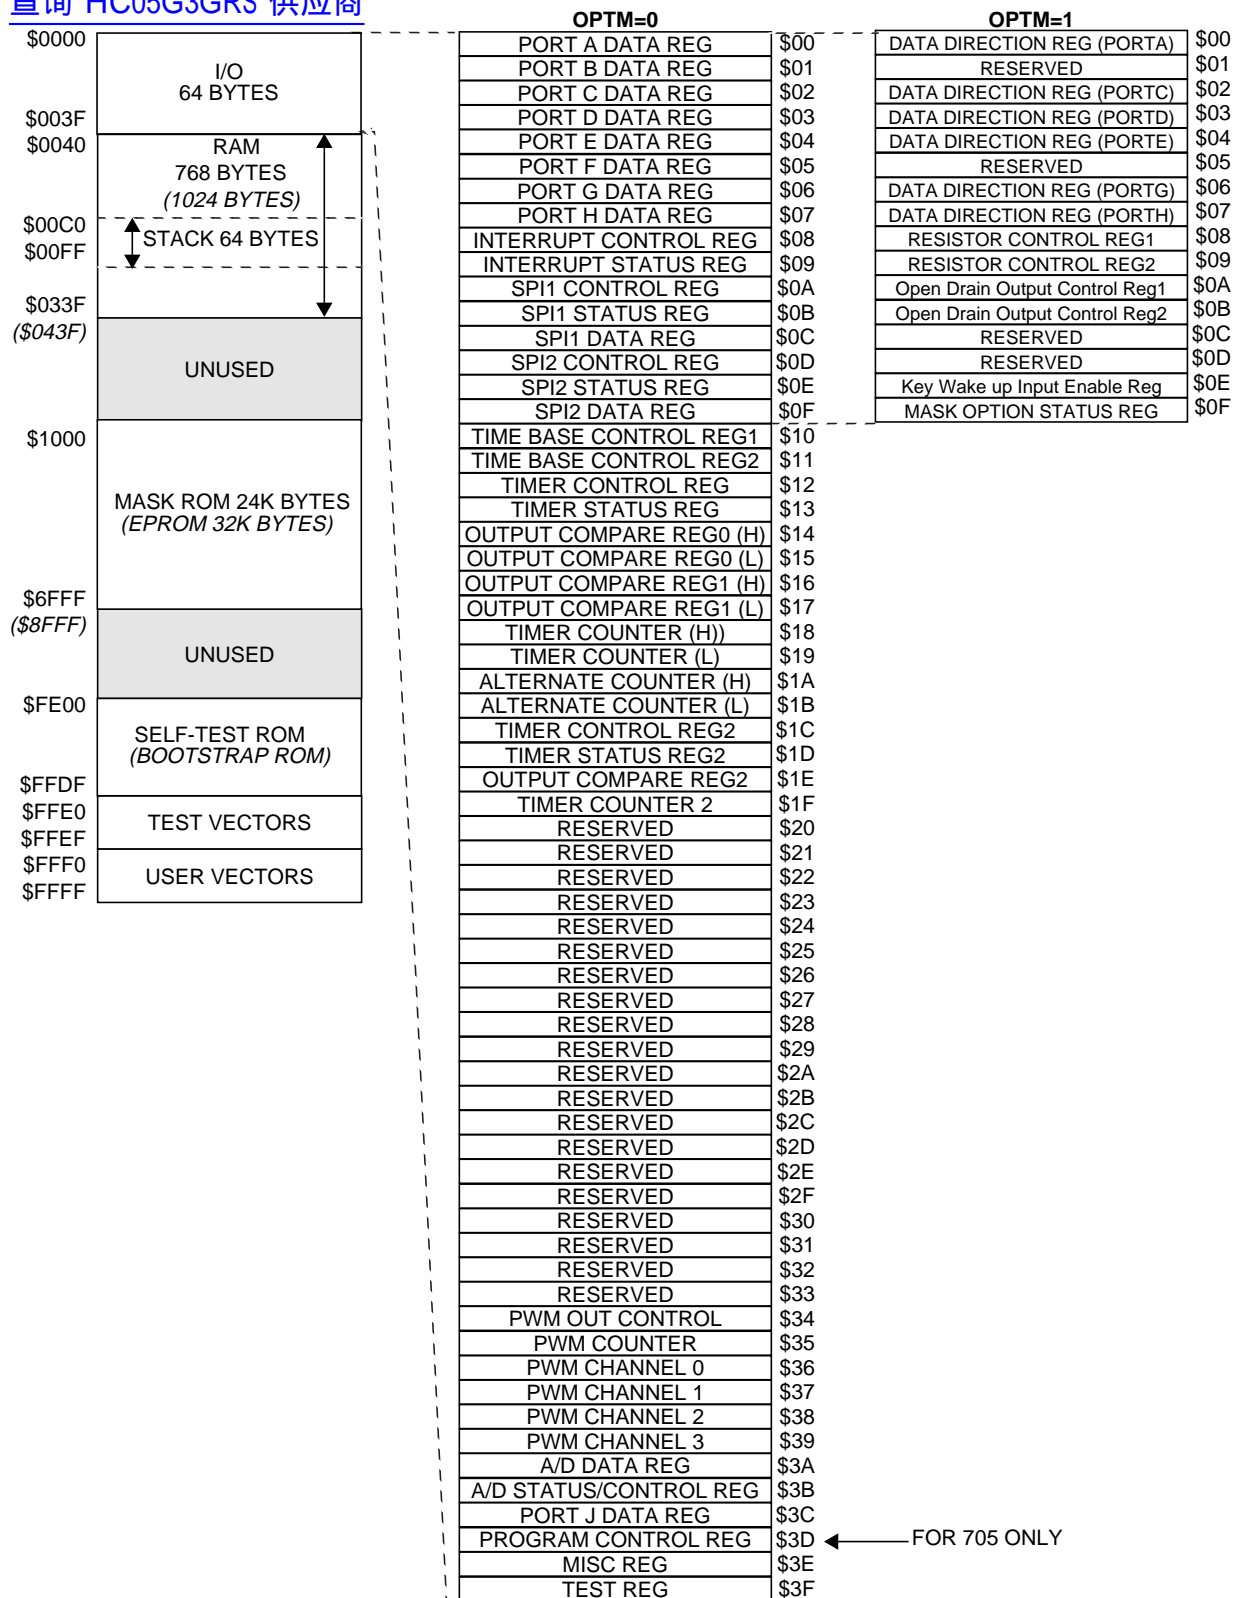 查询"HC05G3GRS"供应商
$0000
I/O
64 BYTES
$003F
$0040
RAM
768 BYTES
(1024 BYTES)
$00C0
STACK 64 BYTES
$00FF
$033F
($043F)
UNUSED
$1000
MASK ROM 24K BYTES
(EPROM 32K BYTES)
$6FFF
($8FFF)
UNUSED
$FE00
SELF-TEST ROM
(BOOTSTRAP ROM)
$FFDF
$FFE0
TEST VECTORS
$FFEF
$FFF0
USER VECTORS
$FFFF
OPTM=0
PORT A DATA REG $00
PORT B DATA REG $01
PORT C DATA REG $02
PORT D DATA REG $03
PORT E DATA REG $04
PORT F DATA REG $05
PORT G DATA REG $06
PORT H DATA REG $07
INTERRUPT CONTROL REG $08
INTERRUPT STATUS REG $09
SPI1 CONTROL REG $0A
SPI1 STATUS REG $0B
SPI1 DATA REG $0C
SPI2 CONTROL REG $0D
SPI2 STATUS REG $0E
SPI2 DATA REG $0F
TIME BASE CONTROL REG1 $10
TIME BASE CONTROL REG2 $11
TIMER CONTROL REG $12
TIMER STATUS REG $13
OUTPUT COMPARE REG0 (H) $14
OUTPUT COMPARE REG0 (L) $15
OUTPUT COMPARE REG1 (H) $16
OUTPUT COMPARE REG1 (L) $17
TIMER COUNTER (H)) $18
TIMER COUNTER (L) $19
ALTERNATE COUNTER (H) $1A
ALTERNATE COUNTER (L) $1B
TIMER CONTROL REG2 $1C
TIMER STATUS REG2 $1D
OUTPUT COMPARE REG2 $1E
TIMER COUNTER 2 $1F
RESERVED $20
RESERVED $21
RESERVED $22
RESERVED $23
RESERVED $24
RESERVED $25
RESERVED $26
RESERVED $27
RESERVED $28
RESERVED $29
RESERVED $2A
RESERVED $2B
RESERVED $2C
RESERVED $2D
RESERVED $2E
RESERVED $2F
RESERVED $30
RESERVED $31
RESERVED $32
RESERVED $33
PWM OUT CONTROL $34
PWM COUNTER $35
PWM CHANNEL 0 $36
PWM CHANNEL 1 $37
PWM CHANNEL 2 $38
PWM CHANNEL 3 $39
A/D DATA REG $3A
A/D STATUS/CONTROL REG $3B
PORT J DATA REG $3C
PROGRAM CONTROL REG $3D FOR 705 ONLY
MISC REG $3E
TEST REG $3F
OPTM=1
DATA DIRECTION REG (PORTA) $00
RESERVED $01
DATA DIRECTION REG (PORTC) $02
DATA DIRECTION REG (PORTD) $03
DATA DIRECTION REG (PORTE) $04
RESERVED $05
DATA DIRECTION REG (PORTG) $06
DATA DIRECTION REG (PORTH) $07
RESISTOR CONTROL REG1 $08
RESISTOR CONTROL REG2 $09
Open Drain Output Control Reg1 $0A
Open Drain Output Control Reg2 $0B
RESERVED $0C
RESERVED $0D
Key Wake up Input Enable Reg $0E
MASK OPTION STATUS REG $0F